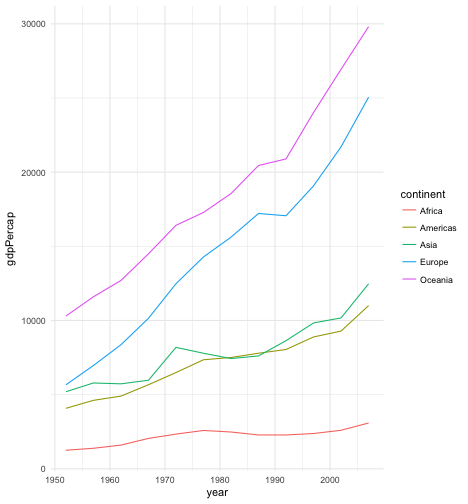 30000
20000
10000
0
gdpPercap
1950 1960 1970 1980 1990 2000
year
continent
Africa
Americas
Asia
Europe
Oceania